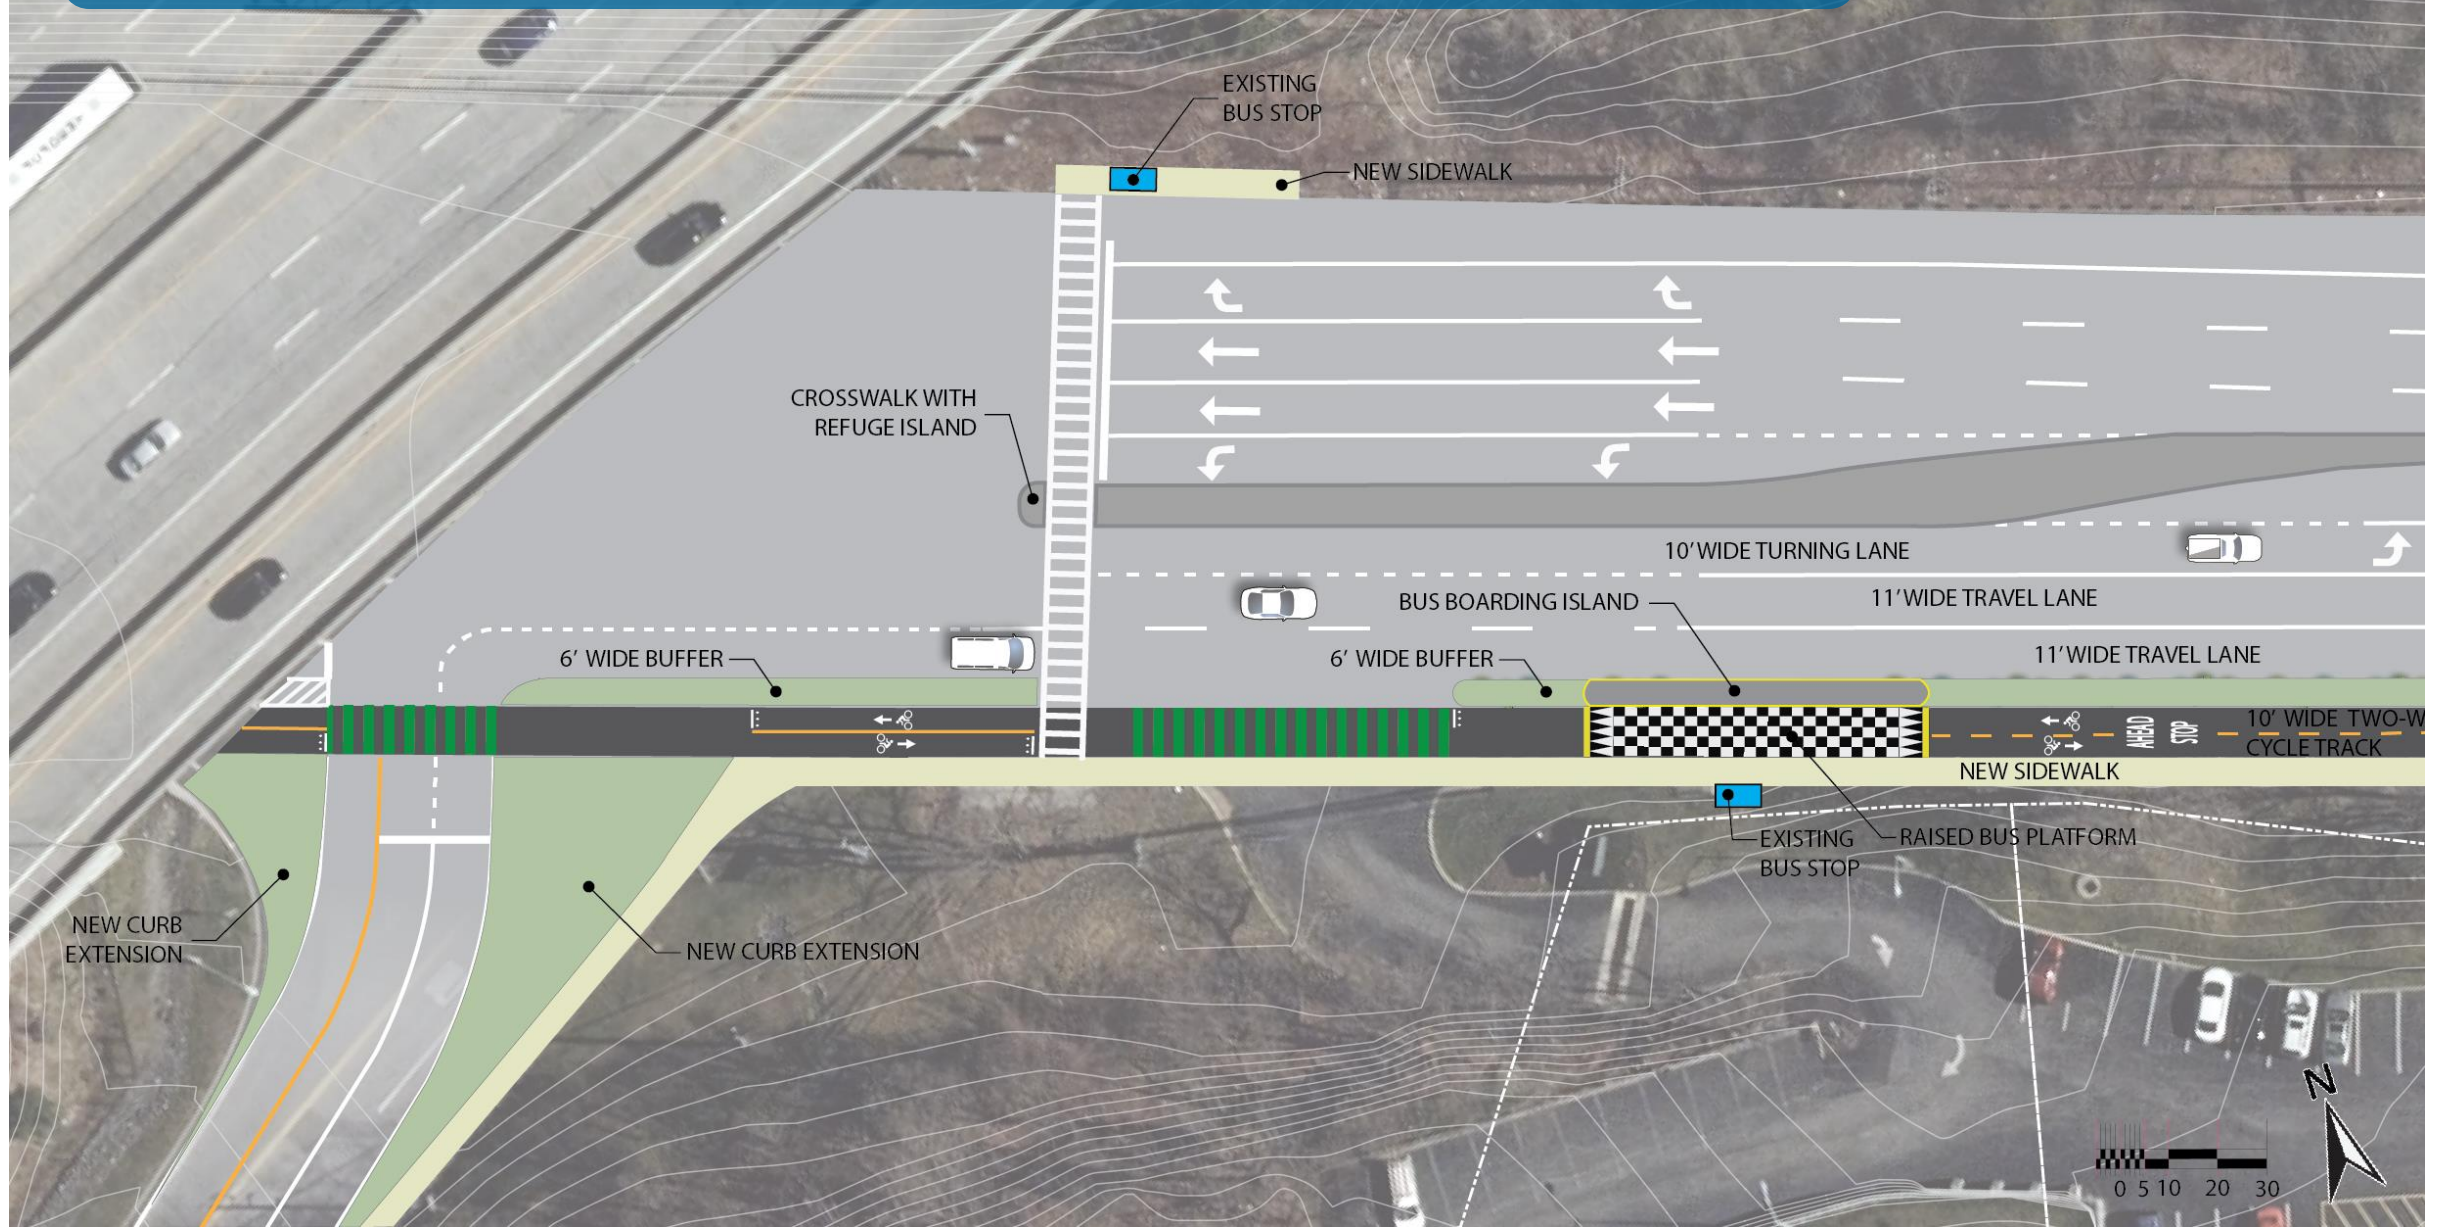 EXISTING
BUS STOP
NEW SIDEWALK
CROSSWALK WITH
REFUGE ISLAND
10' WIDE TURNING LANE
BUS BOARDING ISLAND
11' WIDE TRAVEL LANE
6' WIDE BUFFER
6' WIDE BUFFER
11' WIDE TRAVEL LANE
AHEAD
STOP
10' WIDE TWO-W
CYCLE TRACK
NEW SIDEWALK
EXISTING
BUS STOP
RAISED BUS PLATFORM
NEW CURB
EXTENSION
NEW CURB EXTENSION
N
0 5 10 20 30